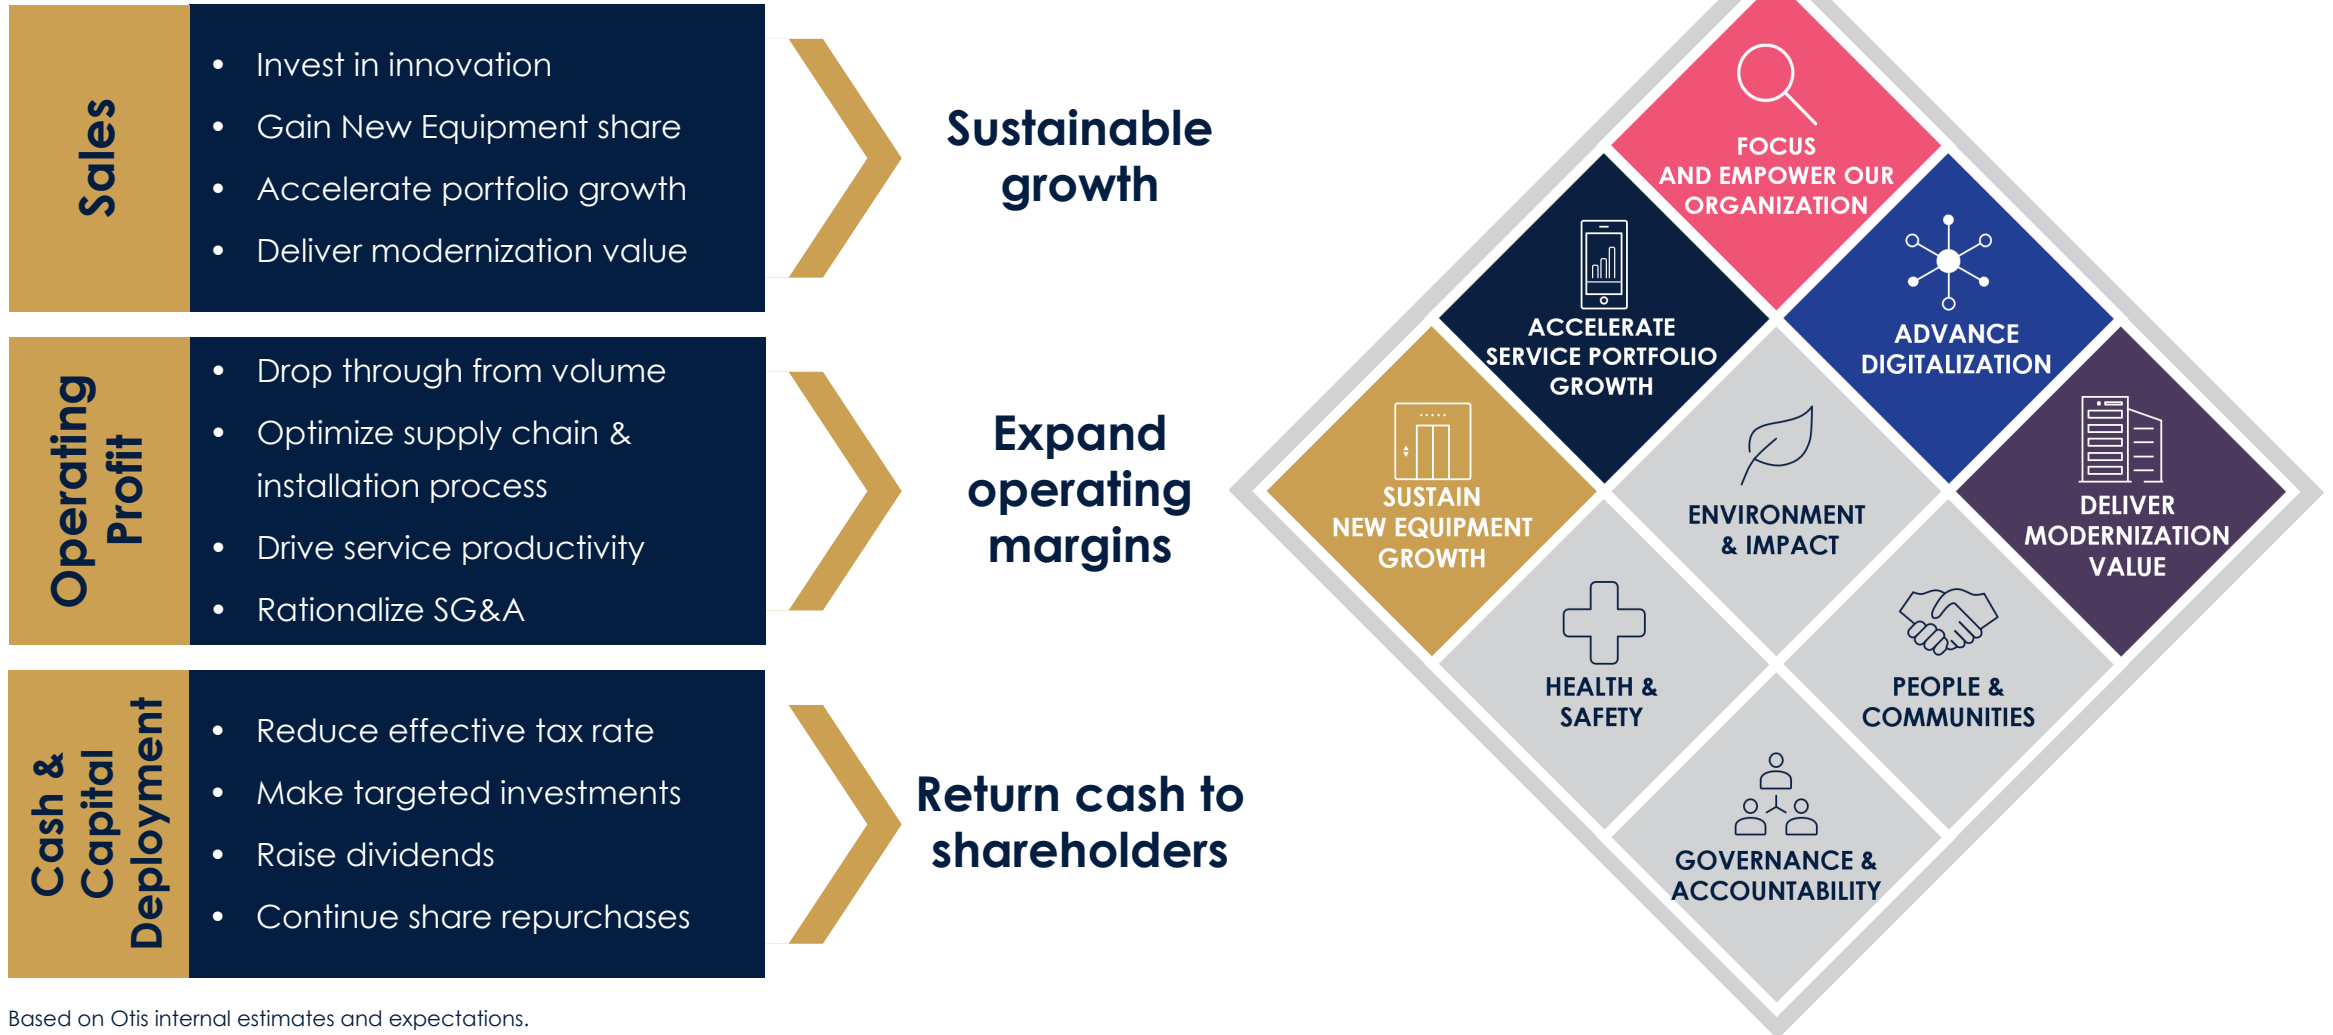 Sales
• Invest in innovation
• Gain New Equipment share
• Accelerate portfolio growth
• Deliver modernization value
Sustainable
growth
Operating
Profit
• Drop through from volume
• Optimize supply chain &
installation process
• Drive service productivity
• Rationalize SG&A
Expand
operating
margins
Cash &
Capital
Deployment
• Reduce effective tax rate
• Make targeted investments
• Raise dividends
• Continue share repurchases
Return cash to
shareholders
FOCUS
AND EMPOWER OUR
ORGANIZATION
ACCELERATE
SERVICE PORTFOLIO
GROWTH
ADVANCE
DIGITALIZATION
SUSTAIN
NEW EQUIPMENT
GROWTH
ENVIRONMENT
& IMPACT
DELIVER
MODERNIZATION
VALUE
HEALTH &
SAFETY
PEOPLE &
COMMUNITIES
GOVERNANCE &
ACCOUNTABILITY
Based on Otis internal estimates and expectations.